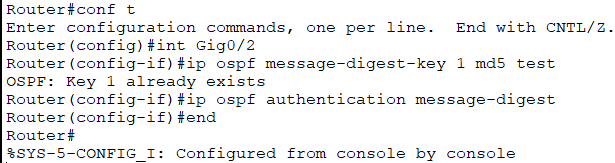 Router#conf t
Enter configuration commands, one per line.  End with CNTL/Z.
Router(config)#int Gig0/2
Router(config-if)#ip ospf message-digest-key 1 md5 test
OSPF: Key 1 already exists
Router(config-if)#ip ospf authentication message-digest
Router(config-if)#end
Router#
%SYS-5-CONFIG_I: Configured from console by console